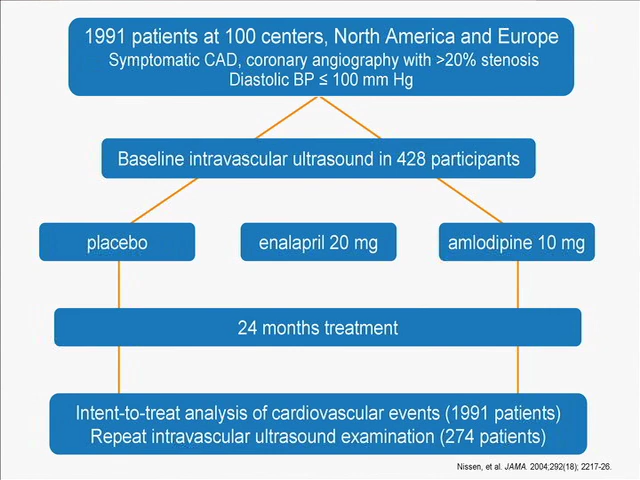 1991 patients at 100 centers, North America and Europe
Symptomatic CAD, coronary angiography with >20% stenosis
Diastolic BP ≤ 100 mm Hg
Baseline intravascular ultrasound in 428 participants
placebo
enalapril 20 mg
amlodipine 10 mg
24 months treatment
Intent-to-treat analysis of cardiovascular events (1991 patients)
Repeat intravascular ultrasound examination (274 patients)
Nissen, et al. JAMA. 2004;292(18); 2217-26.